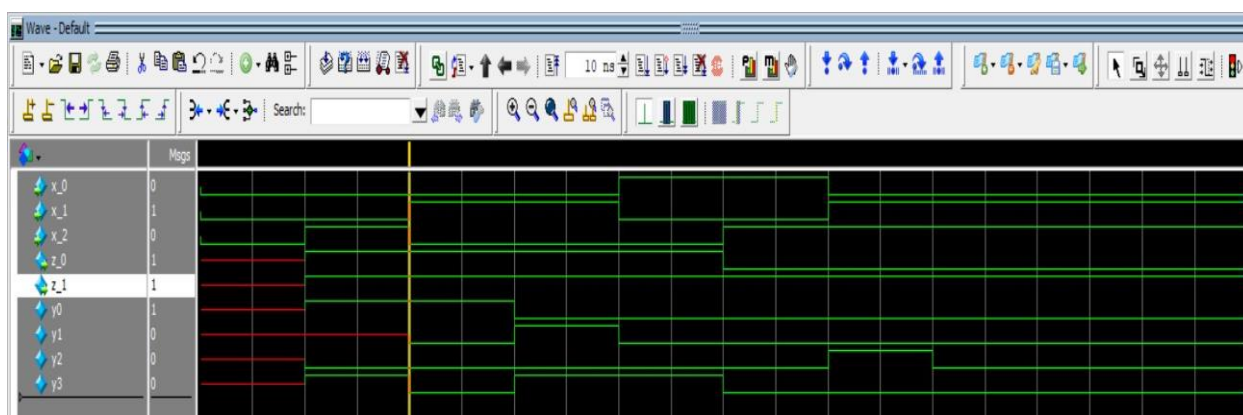 Wave - Default
10 ns
Search:
Msgs
x_0 0
x_1 1
x_2 0
z_0 1
z_1 1
y0 1
y1 0
y2 0
y3 0